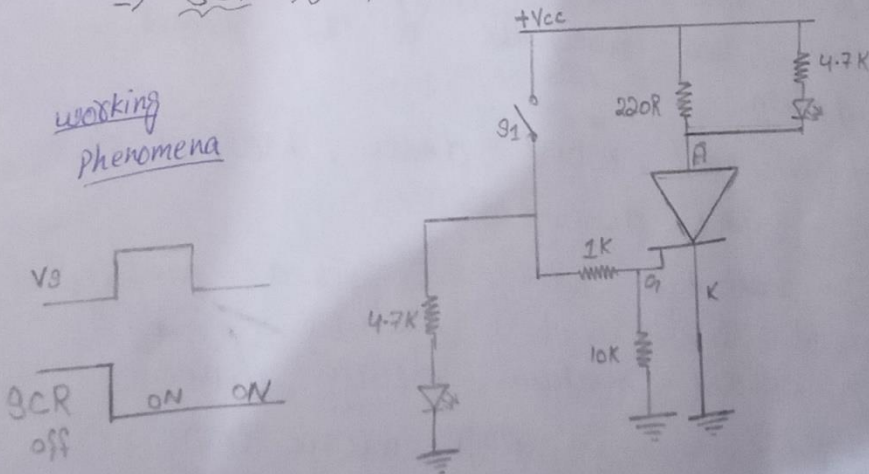 +Vcc
4.7K
220R
working
Phenomena
S1
A
1K
Vg
G
K
4.7K
10K
SCR
ON ON
off